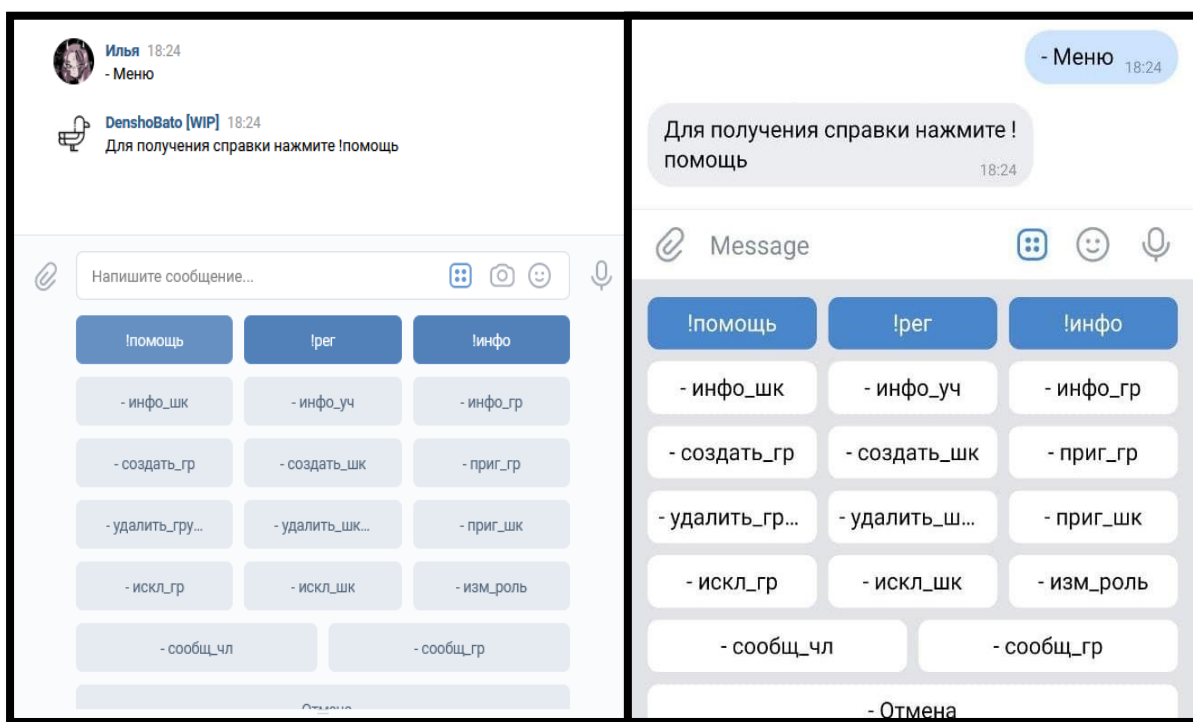 Илья 18:24
- Меню
DenshoBato [WIP] 18:24
Для получения справки нажмите !помощь
Напишите сообщение...
!помощь !рег !инфо
- инфо_шк - инфо_уч - инфо_гр
- создать_гр - создать_шк - приг_гр
- удалить_гру... - удалить_шк... - приг_шк
- искл_гр - искл_шк - изм_роль
- сообщ_чл - сообщ_гр
- Меню 18:24
Для получения справки нажмите !
помощь 18:24
Message
!помощь !рег !инфо
- инфо_шк - инфо_уч - инфо_гр
- создать_гр - создать_шк - приг_гр
- удалить_гр... - удалить_ш... - приг_шк
- искл_гр - искл_шк - изм_роль
- сообщ_чл - сообщ_гр
- Отмена